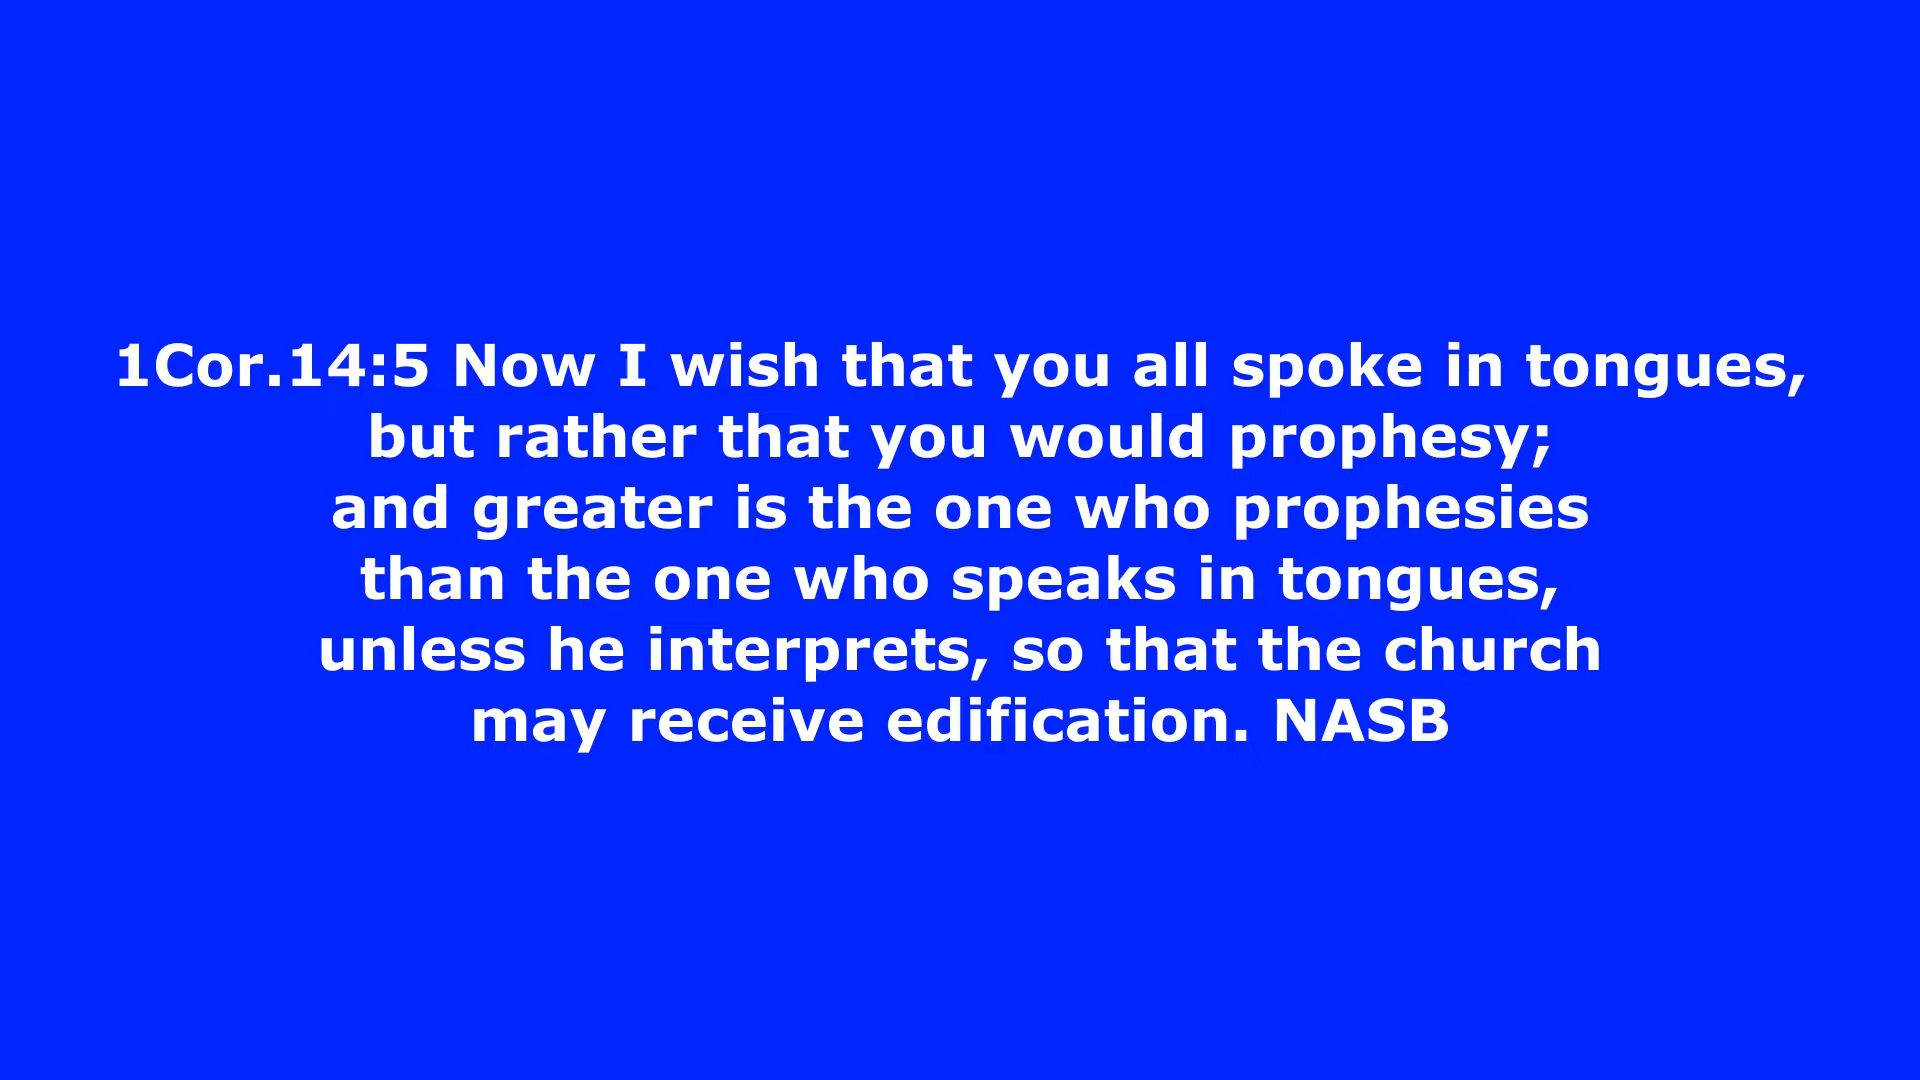 1Cor.14:5 Now I wish that you all spoke in tongues,
but rather that you would prophesy;
and greater is the one who prophesies
than the one who speaks in tongues,
unless he interprets, so that the church
may receive edification. NASB